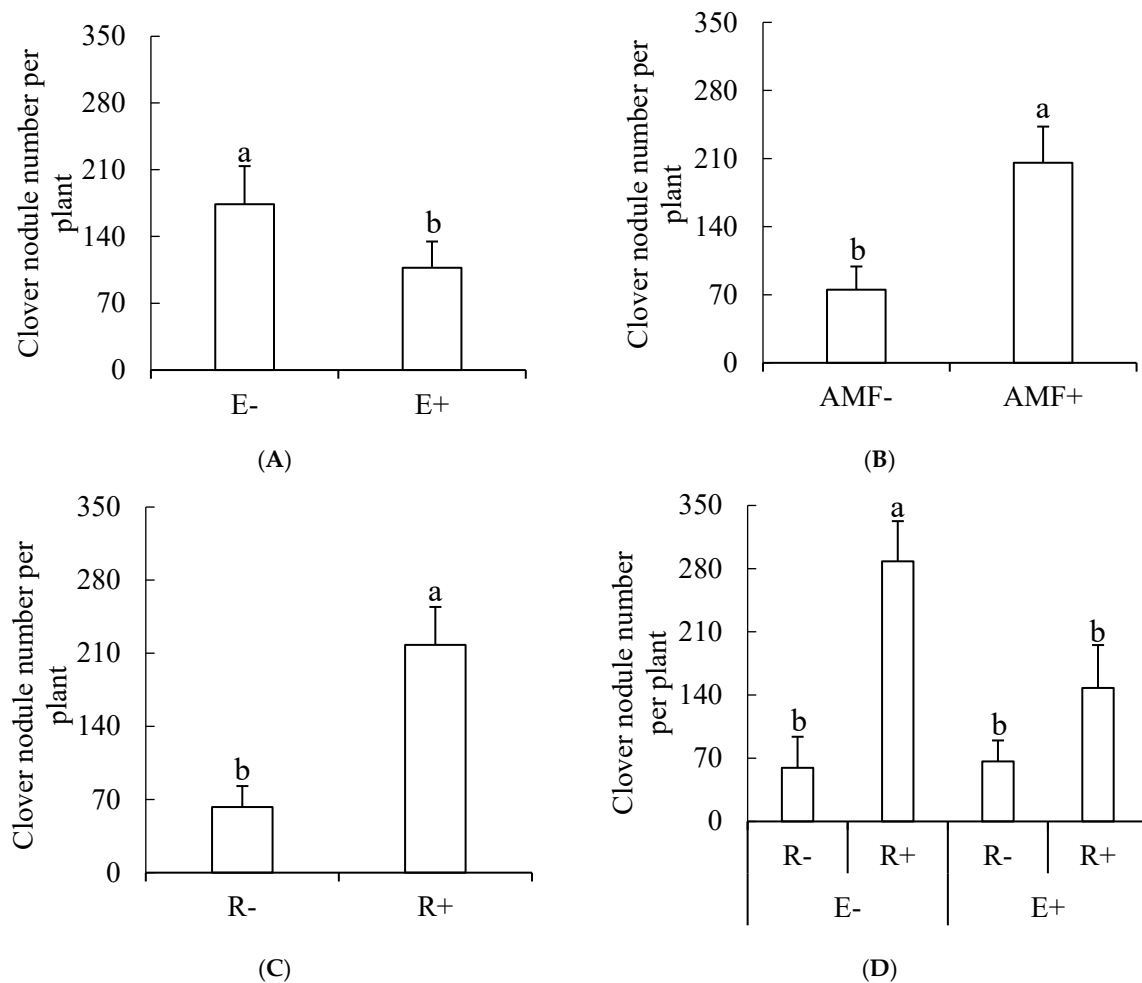 Clover nodule number per
plant
350
280
210
140
70
0
a
b
E-
E+
(A)
Clover nodule number per
plant
350
280
210
140
70
0
b
a
AMF-
AMF+
(B)
Clover nodule number per
plant
350
280
210
140
70
0
b
a
R-
R+
(C)
Clover nodule number
per plant
350
280
210
140
70
0
b
a
b
b
R-
R+
R-
R+
E-
E+
(D)